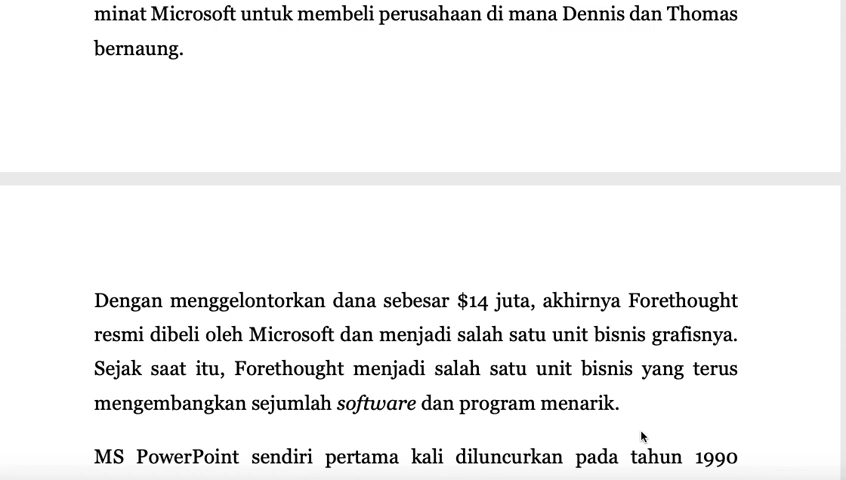 minat Microsoft untuk membeli perusahaan di mana Dennis dan Thomas
bernaung.
Dengan menggelontorkan dana sebesar $14 juta, akhirnya Forethought
resmi dibeli oleh Microsoft dan menjadi salah satu unit bisnis grafisnya.
Sejak saat itu, Forethought menjadi salah satu unit bisnis yang terus
mengembangkan sejumlah software dan program menarik.
MS PowerPoint sendiri pertama kali diluncurkan pada tahun 1990